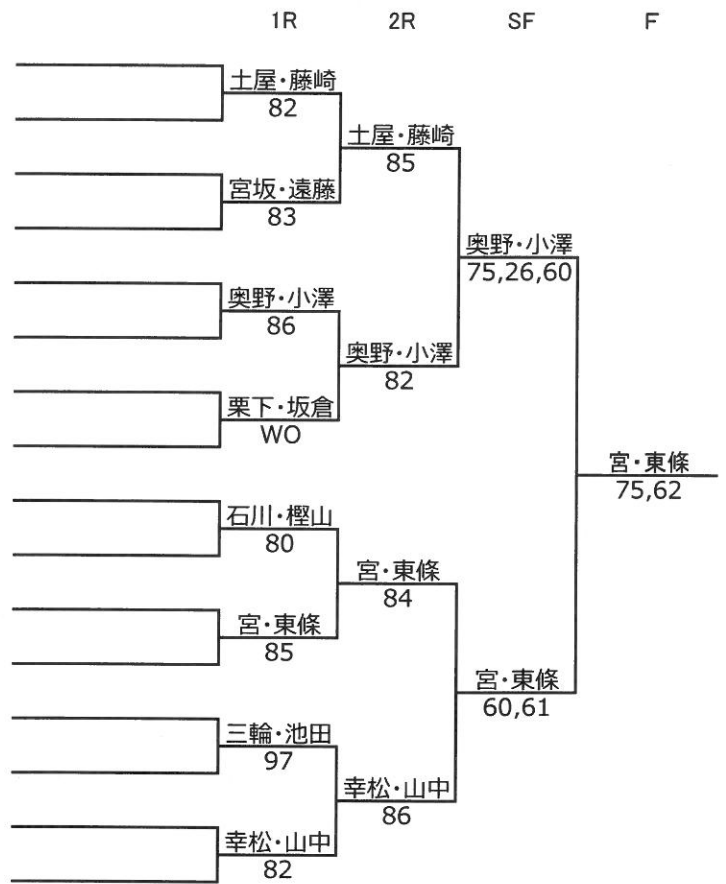 1R 2R SF F
土屋・藤崎
82
土屋・藤崎
85
宮坂・遠藤
83
奥野・小澤
75,26,60
奥野・小澤
86
奥野・小澤
82
栗下・坂倉
WO
宮・東條
75,62
石川・樫山
80
宮・東條
84
宮・東條
85
宮・東條
60,61
三輪・池田
97
幸松・山中
86
幸松・山中
82